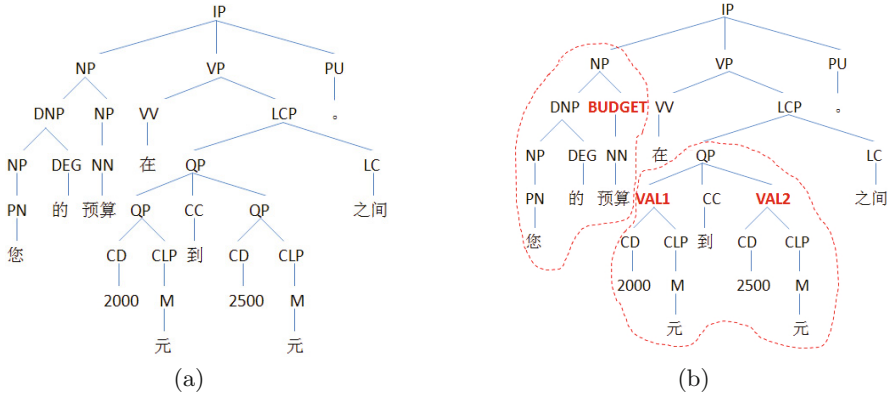 IP
NP VP PU
DNP NP VV LCP 。
NP DEG NN 在 QP LC
PN 的 预算 QP CC QP 之间
您 CD CLP 到 CD CLP
2000 M 2500 M
元 元
(a)
IP
NP VP PU
DNP BUDGET VV LCP 。
NP DEG NN 在 QP LC
PN 的 预算 VAL1 CC VAL2 之间
您 CD CLP 到 CD CLP
2000 M 2500 M
元 元
(b)